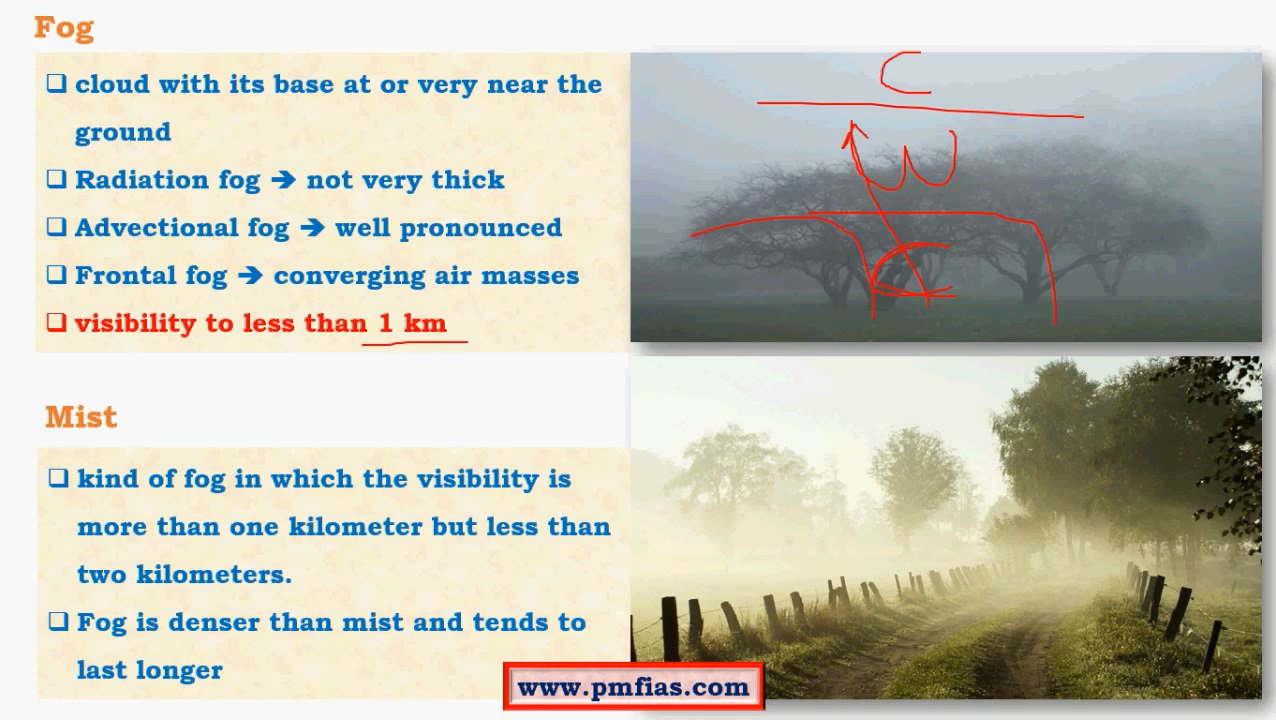 Fog
❑ cloud with its base at or very near the
ground
❑ Radiation fog ➔ not very thick
❑ Advectional fog ➔ well pronounced
❑ Frontal fog ➔ converging air masses
❑ visibility to less than 1 km
Mist
❑ kind of fog in which the visibility is
more than one kilometer but less than
two kilometers.
❑ Fog is denser than mist and tends to
last longer
www.pmfias.com